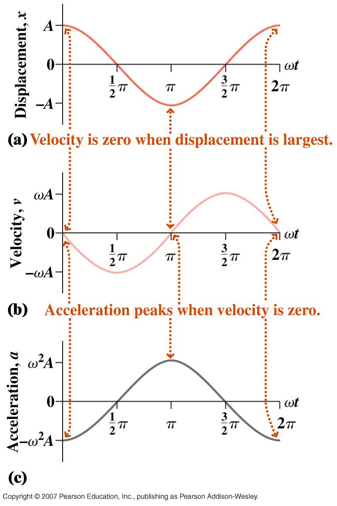 Displacement, x
A
0
−A
1/2 π
π
3/2 π
2π
ωt
(a) Velocity is zero when displacement is largest.
Velocity, v
ωA
0
−ωA
1/2 π
π
3/2 π
2π
ωt
(b) Acceleration peaks when velocity is zero.
Acceleration, a
ω²A
0
−ω²A
1/2 π
π
3/2 π
2π
ωt
(c)
Copyright © 2007 Pearson Education, Inc., publishing as Pearson Addison-Wesley.